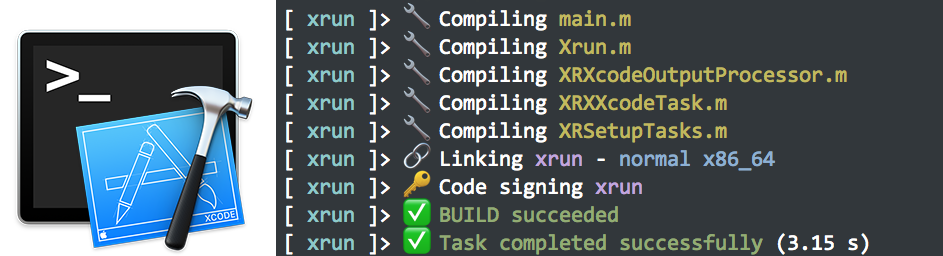 >_
XCODE
[ xrun ]> 🔧 Compiling main.m
[ xrun ]> 🔧 Compiling Xrun.m
[ xrun ]> 🔧 Compiling XRXcodeOutputProcessor.m
[ xrun ]> 🔧 Compiling XRXXcodeTask.m
[ xrun ]> 🔧 Compiling XRSetupTasks.m
[ xrun ]> 🔗 Linking xrun - normal x86_64
[ xrun ]> 🔑 Code signing xrun
[ xrun ]> ✅ BUILD succeeded
[ xrun ]> ✅ Task completed successfully (3.15 s)